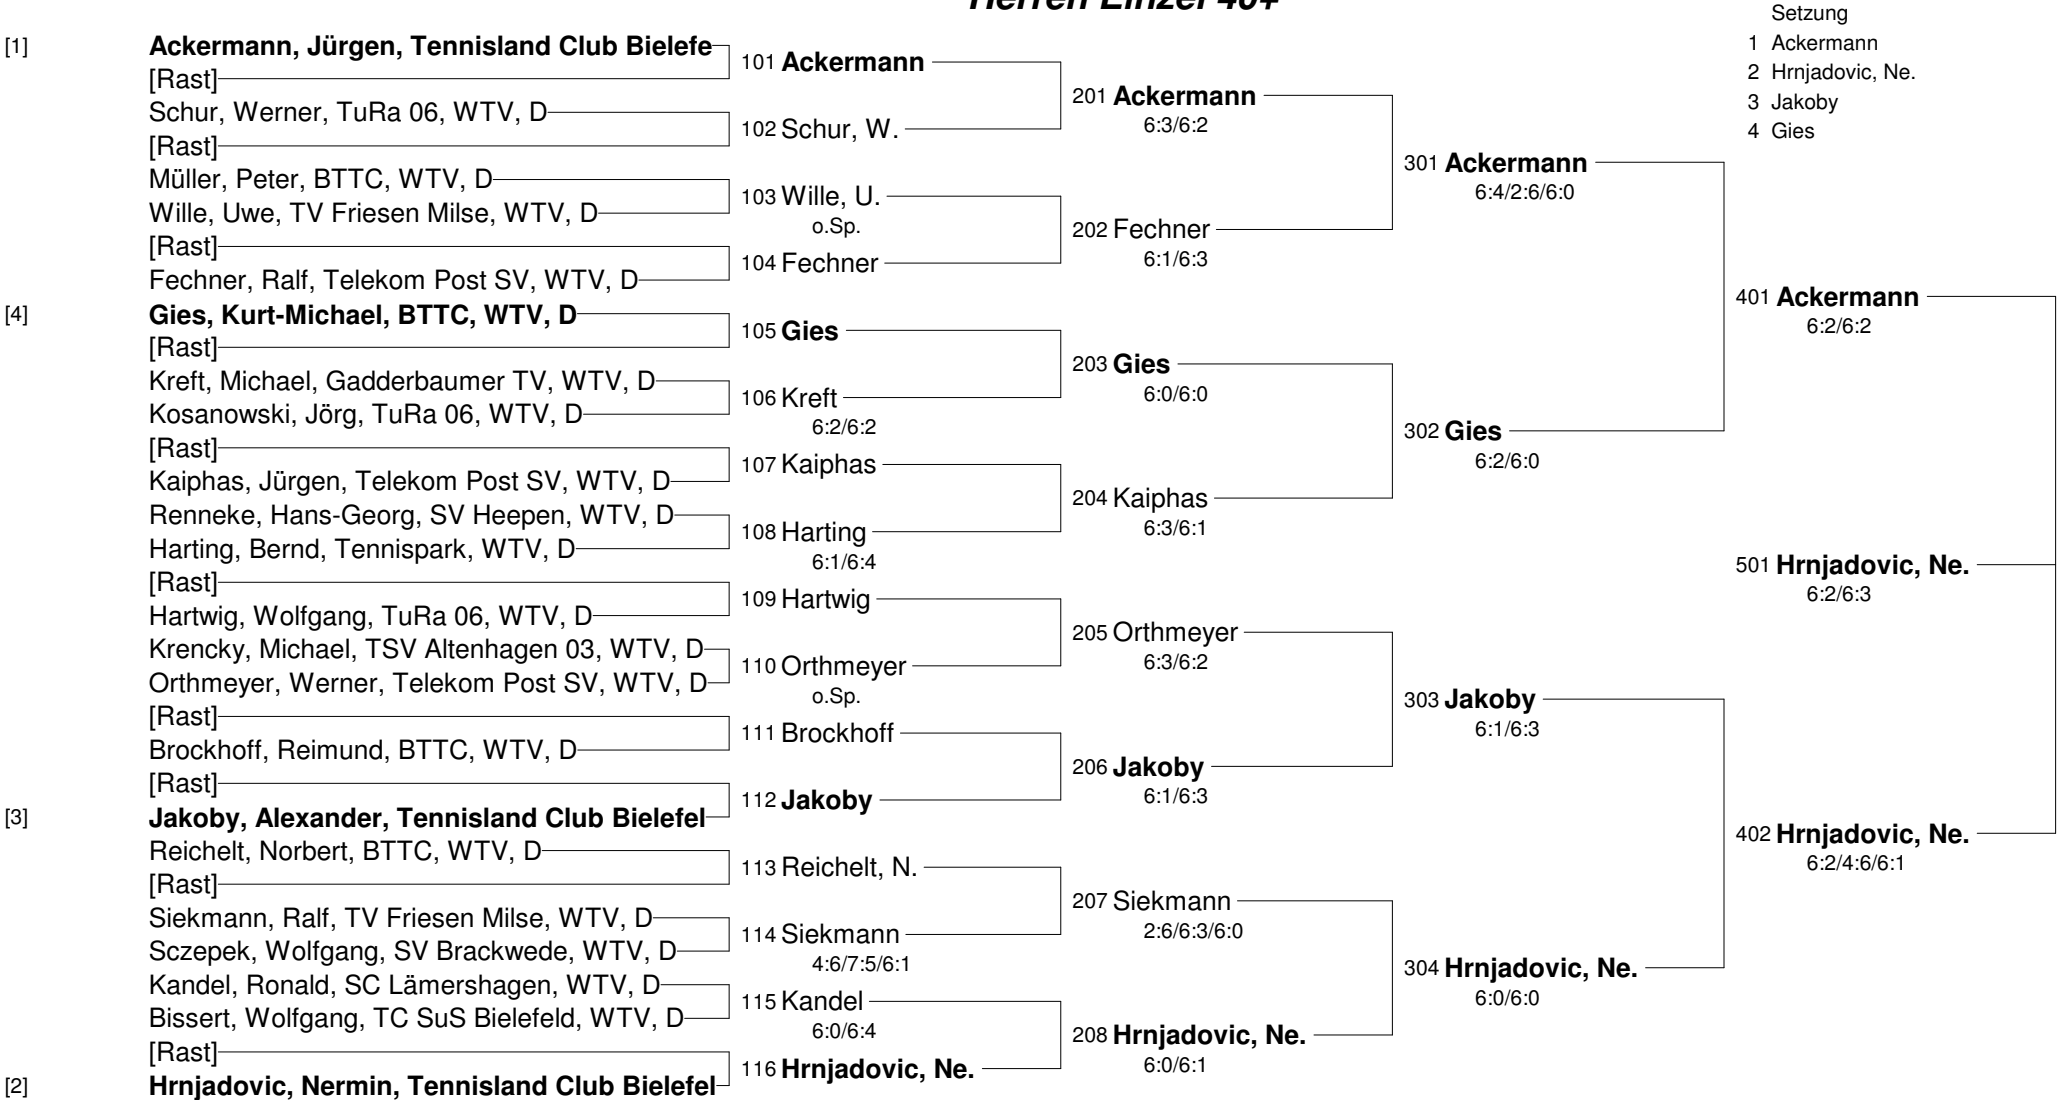 Herren Einzel 40+
Setzung
1 Ackermann
2 Hrnjadovic, Ne.
3 Jakoby
4 Gies
[1] Ackermann, Jürgen, Tennisland Club Bielefe
[Rast]
Schur, Werner, TuRa 06, WTV, D
[Rast]
Müller, Peter, BTTC, WTV, D
Wille, Uwe, TV Friesen Milse, WTV, D
[Rast]
Fechner, Ralf, Telekom Post SV, WTV, D
[4] Gies, Kurt-Michael, BTTC, WTV, D
[Rast]
Kreft, Michael, Gadderbaumer TV, WTV, D
Kosanowski, Jörg, TuRa 06, WTV, D
[Rast]
Kaiphas, Jürgen, Telekom Post SV, WTV, D
Renneke, Hans-Georg, SV Heepen, WTV, D
Harting, Bernd, Tennispark, WTV, D
[Rast]
Hartwig, Wolfgang, TuRa 06, WTV, D
Krencky, Michael, TSV Altenhagen 03, WTV, D
Orthmeyer, Werner, Telekom Post SV, WTV, D
[Rast]
Brockhoff, Reimund, BTTC, WTV, D
[Rast]
[3] Jakoby, Alexander, Tennisland Club Bielefel
Reichelt, Norbert, BTTC, WTV, D
[Rast]
Siekmann, Ralf, TV Friesen Milse, WTV, D
Sczepek, Wolfgang, SV Brackwede, WTV, D
Kandel, Ronald, SC Lämershagen, WTV, D
Bissert, Wolfgang, TC SuS Bielefeld, WTV, D
[Rast]
[2] Hrnjadovic, Nermin, Tennisland Club Bielefel
101 Ackermann
102 Schur, W.
103 Wille, U.
o.Sp.
104 Fechner
105 Gies
106 Kreft
6:2/6:2
107 Kaiphas
108 Harting
6:1/6:4
109 Hartwig
110 Orthmeyer
o.Sp.
111 Brockhoff
112 Jakoby
113 Reichelt, N.
114 Siekmann
4:6/7:5/6:1
115 Kandel
6:0/6:4
116 Hrnjadovic, Ne.
201 Ackermann
6:3/6:2
202 Fechner
6:1/6:3
203 Gies
6:0/6:0
204 Kaiphas
6:3/6:1
205 Orthmeyer
6:3/6:2
206 Jakoby
6:1/6:3
207 Siekmann
2:6/6:3/6:0
208 Hrnjadovic, Ne.
6:0/6:1
301 Ackermann
6:4/2:6/6:0
302 Gies
6:2/6:0
303 Jakoby
6:1/6:3
304 Hrnjadovic, Ne.
6:0/6:0
401 Ackermann
6:2/6:2
501 Hrnjadovic, Ne.
6:2/6:3
402 Hrnjadovic, Ne.
6:2/4:6/6:1